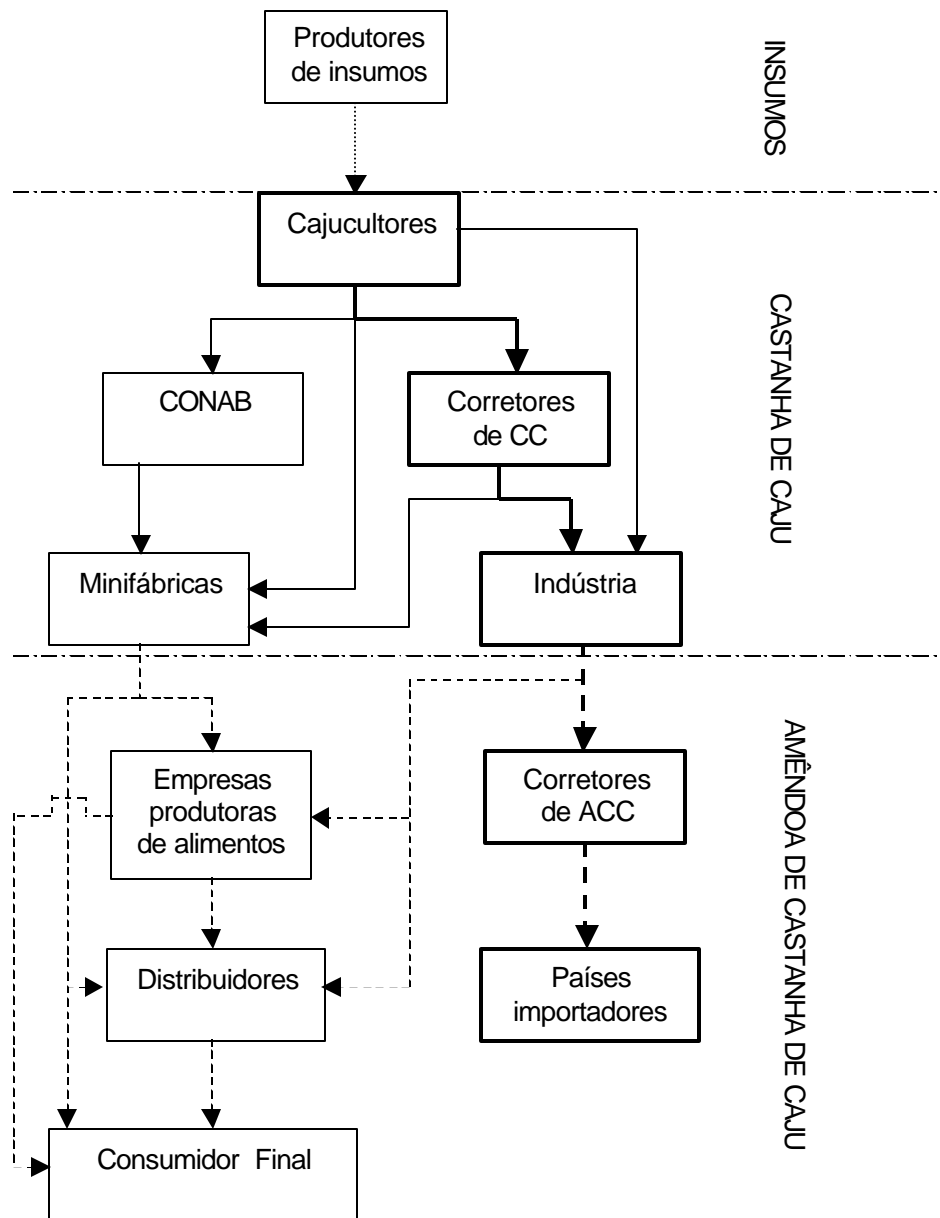 Produtores
de insumos
INSUMOS
Cajucultores
CASTANHA DE CAJU
CONAB
Corretores
de CC
Minifábricas
Indústria
AMÊNDOA DE CASTANHA DE CAJU
Empresas
produtoras
de alimentos
Corretores
de ACC
Distribuidores
Países
importadores
Consumidor Final